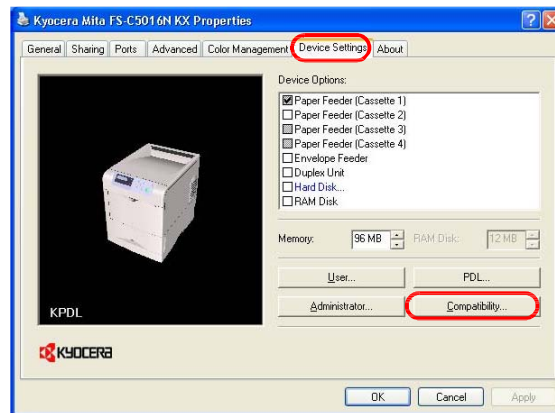 Kyocera Mita FS-C5016N KX Properties
General Sharing Ports Advanced Color Management Device Settings About
Device Options:
Paper Feeder (Cassette 1)
Paper Feeder (Cassette 2)
Paper Feeder (Cassette 3)
Paper Feeder (Cassette 4)
Envelope Feeder
Duplex Unit
Hard Disk...
RAM Disk
Memory: 96 MB RAM Disk: 12 MB
User... PDL...
Administrator... Compatibility...
KPDL
KYOCERA
OK Cancel Apply